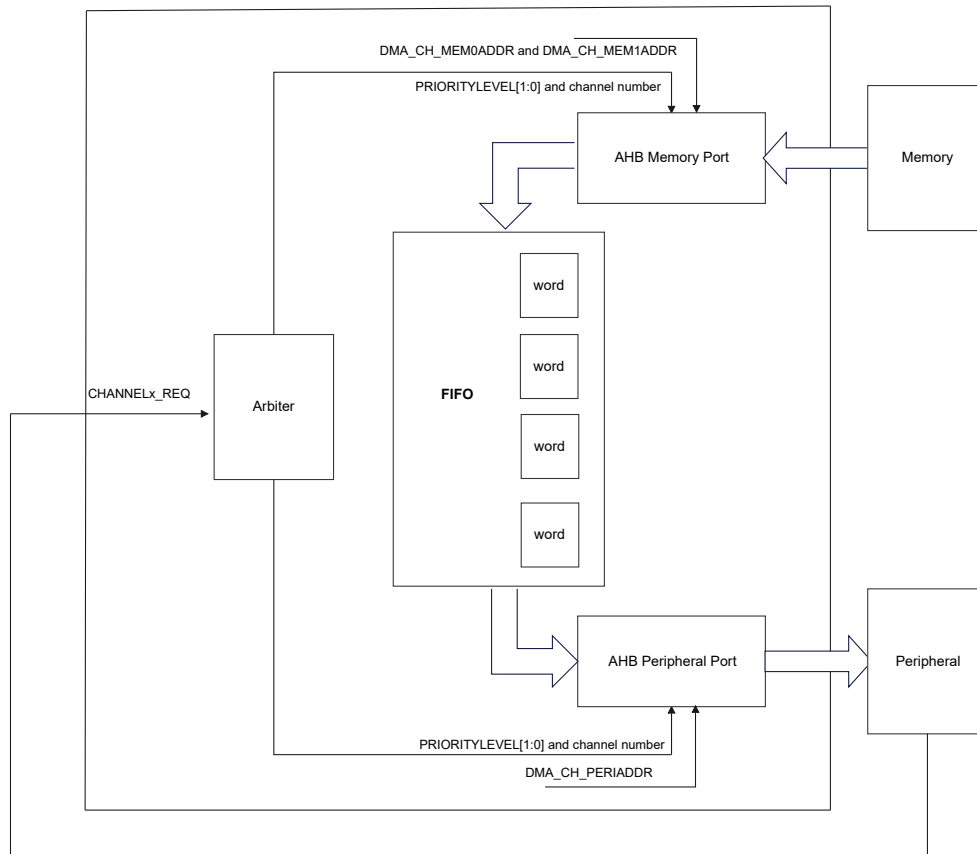 DMA_CH_MEM0ADDR and DMA_CH_MEM1ADDR
PRIORITYLEVEL[1:0] and channel number
AHB Memory Port
Memory
word
word
FIFO
CHANNELx_REQ
Arbiter
word
word
AHB Peripheral Port
Peripheral
PRIORITYLEVEL[1:0] and channel number
DMA_CH_PERIADDR